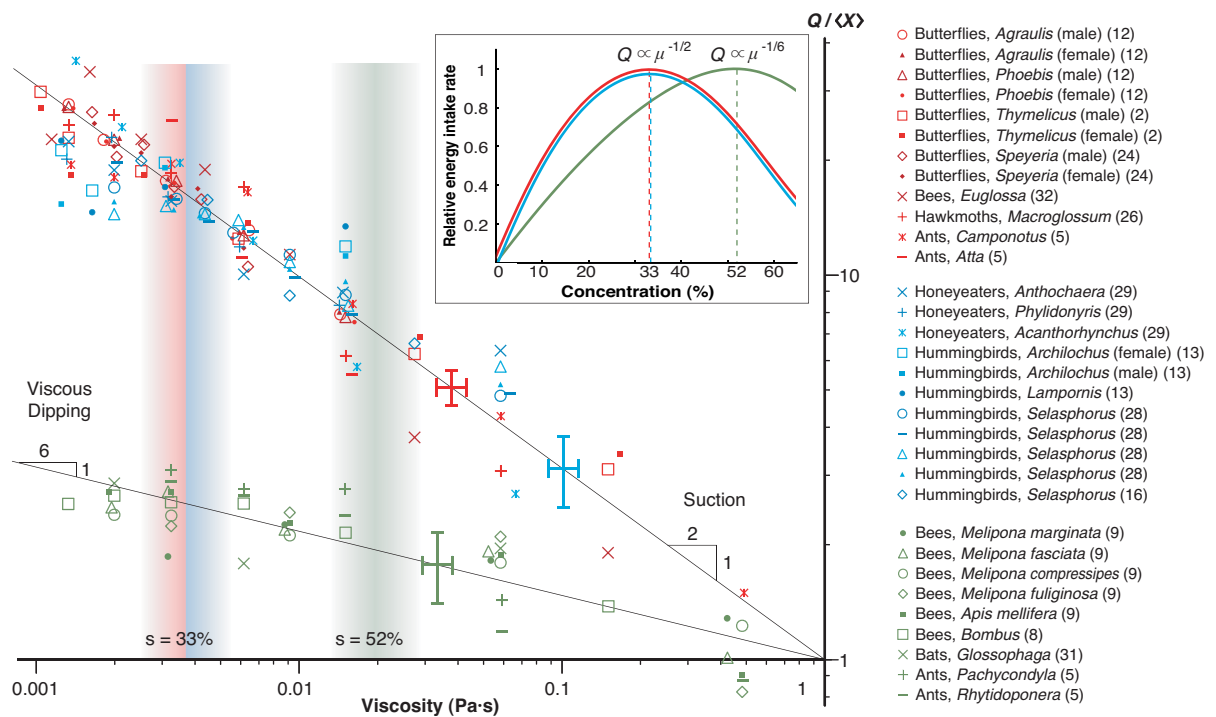 Q / ⟨X⟩
Q ∝ μ -1/2
Q ∝ μ -1/6
Relative energy intake rate
1
0.8
0.6
0.4
0.2
0
10
20
33
40
52
60
Concentration (%)
10
1
Viscous
Dipping
6
1
Suction
2
1
s = 33%
s = 52%
0.001
0.01
0.1
1
Viscosity (Pa·s)
Butterflies, Agraulis (male) (12)
Butterflies, Agraulis (female) (12)
Butterflies, Phoebis (male) (12)
Butterflies, Phoebis (female) (12)
Butterflies, Thymelicus (male) (2)
Butterflies, Thymelicus (female) (2)
Butterflies, Speyeria (male) (24)
Butterflies, Speyeria (female) (24)
Bees, Euglossa (32)
Hawkmoths, Macroglossum (26)
Ants, Camponotus (5)
Ants, Atta (5)
Honeyeaters, Anthochaera (29)
Honeyeaters, Phylidonyris (29)
Honeyeaters, Acanthorhynchus (29)
Hummingbirds, Archilochus (female) (13)
Hummingbirds, Archilochus (male) (13)
Hummingbirds, Lampornis (13)
Hummingbirds, Selasphorus (28)
Hummingbirds, Selasphorus (28)
Hummingbirds, Selasphorus (28)
Hummingbirds, Selasphorus (28)
Hummingbirds, Selasphorus (16)
Bees, Melipona marginata (9)
Bees, Melipona fasciata (9)
Bees, Melipona compressipes (9)
Bees, Melipona fuliginosa (9)
Bees, Apis mellifera (9)
Bees, Bombus (8)
Bats, Glossophaga (31)
Ants, Pachycondyla (5)
Ants, Rhytidoponera (5)